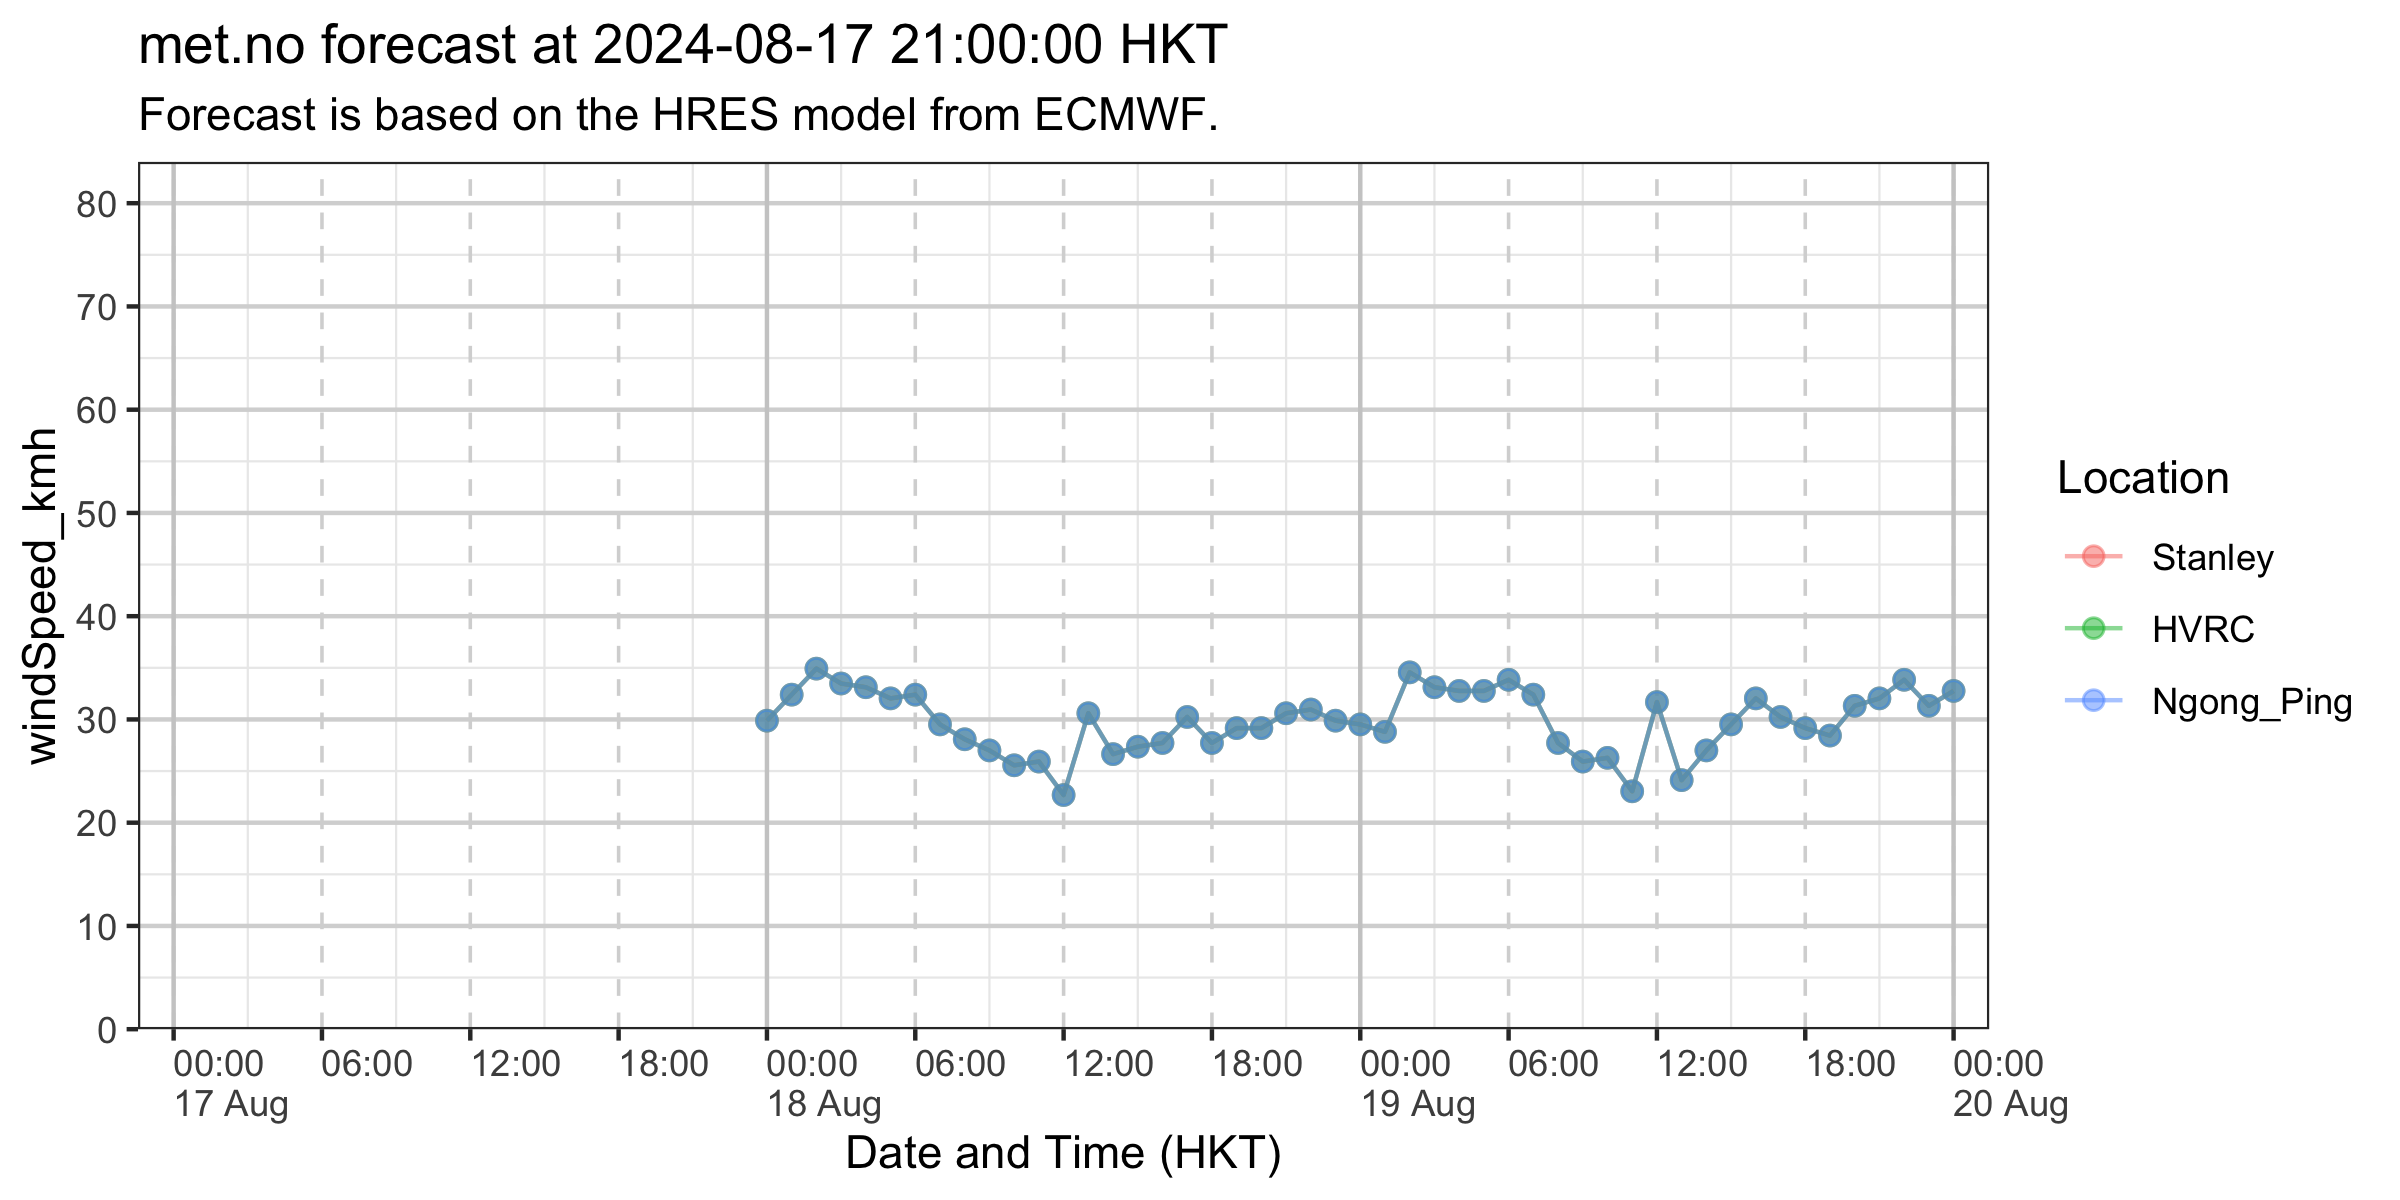 met.no forecast at 2024-08-17 21:00:00 HKT
Forecast is based on the HRES model from ECMWF.
windSpeed_kmh
80
70
60
50
40
30
20
10
0
00:00 06:00 12:00 18:00 00:00 06:00 12:00 18:00 00:00 06:00 12:00 18:00 00:00
17 Aug 18 Aug 19 Aug 20 Aug
Date and Time (HKT)
Location
Stanley
HVRC
Ngong_Ping